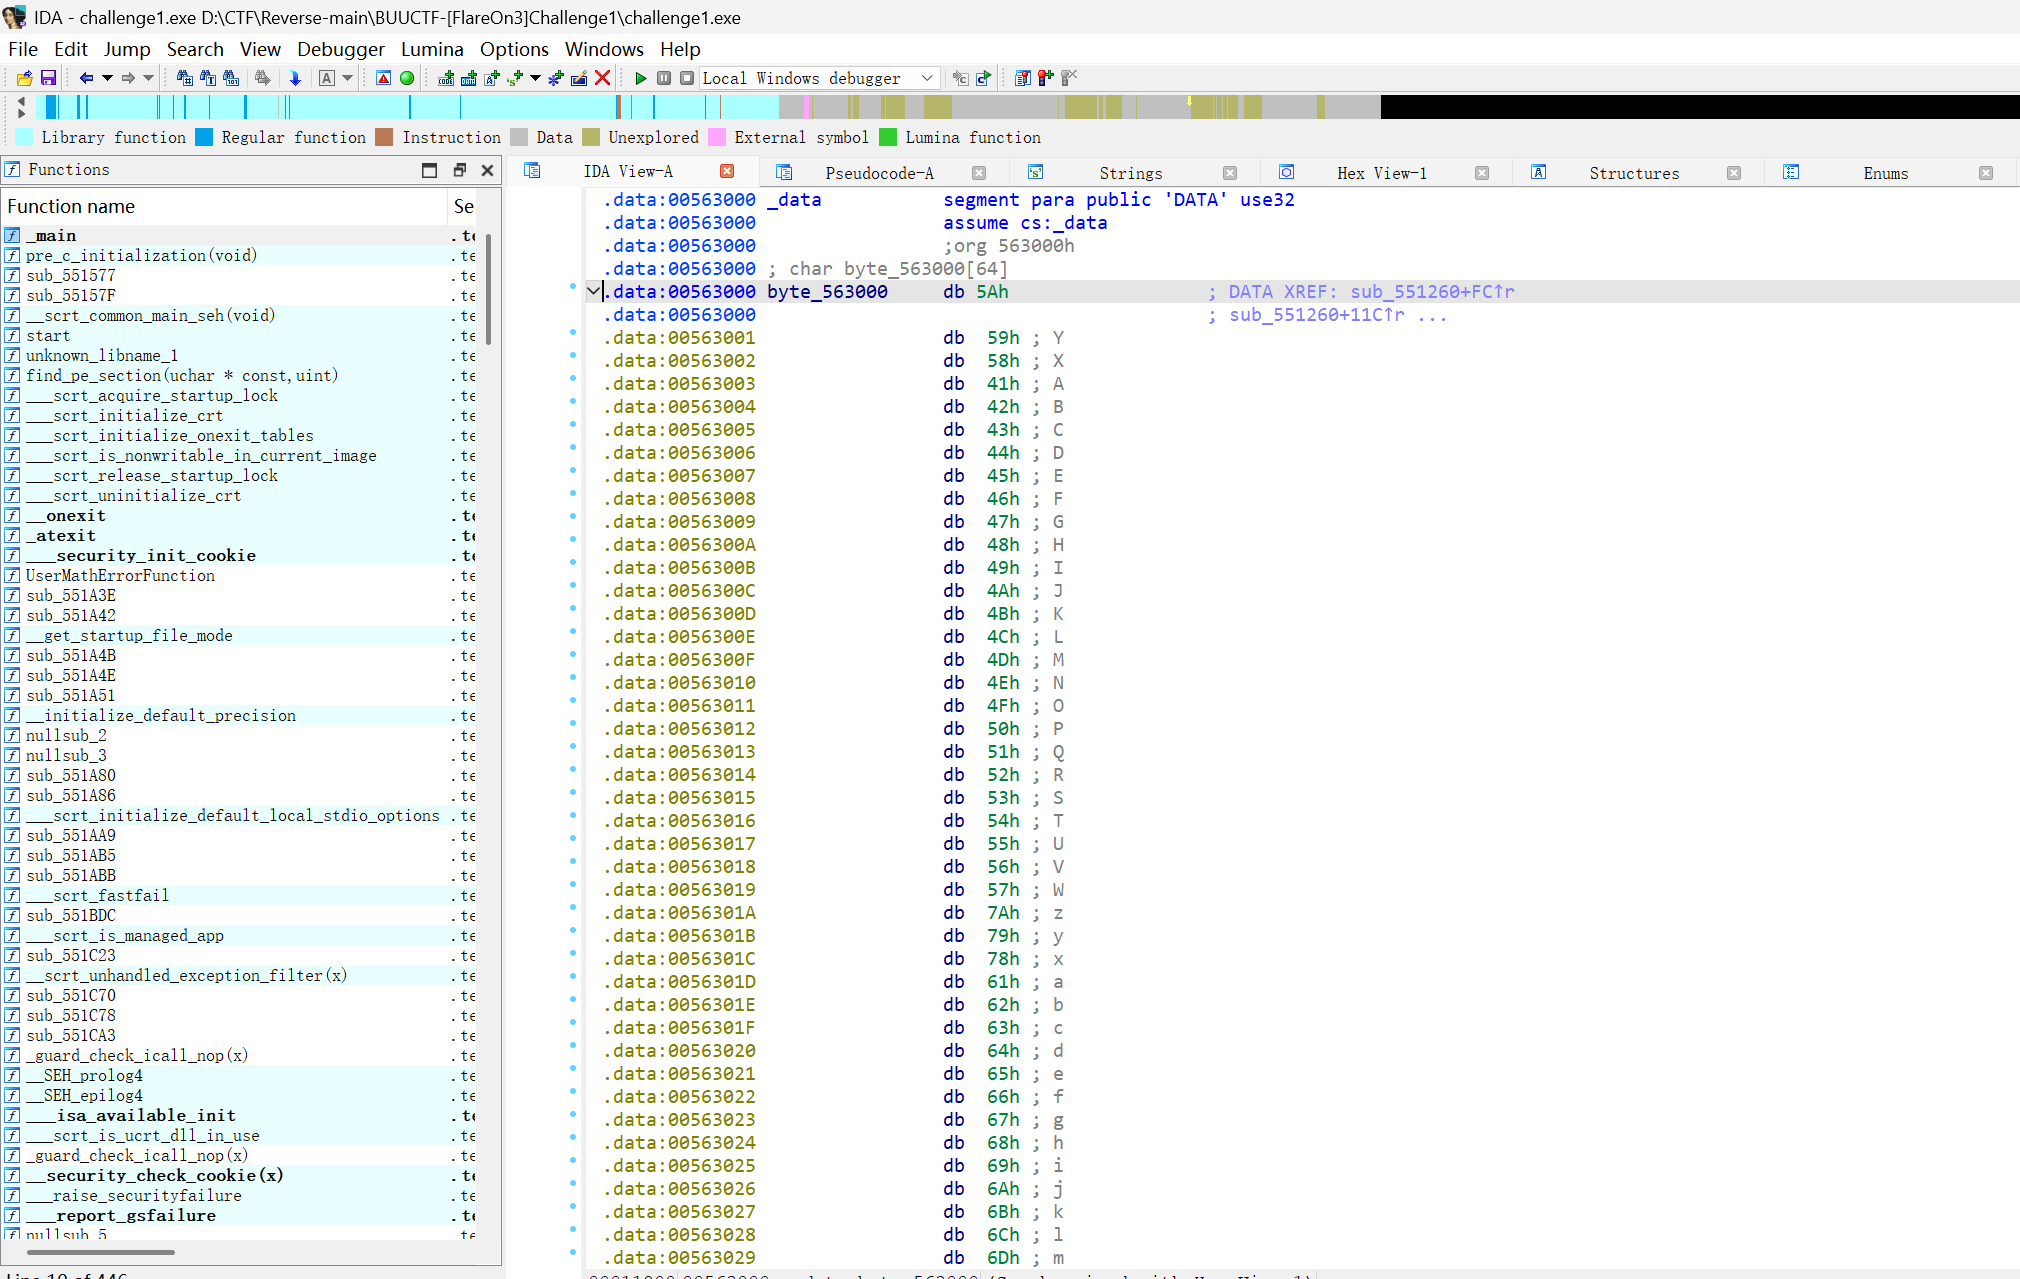 IDA - challenge1.exe D:\CTF\Reverse-main\BUUCTF-[FlareOn3]Challenge1\challenge1.exe
File Edit Jump Search View Debugger Lumina Options Windows Help
Local Windows debugger
Library function Regular function Instruction Data Unexplored External symbol Lumina function
Functions
Function name Se
_main .te
pre_c_initialization(void) .te
sub_551577 .te
sub_55157F .te
__scrt_common_main_seh(void) .te
start .te
unknown_libname_1 .te
find_pe_section(uchar * const,uint) .te
___scrt_acquire_startup_lock .te
___scrt_initialize_crt .te
___scrt_initialize_onexit_tables .te
___scrt_is_nonwritable_in_current_image .te
___scrt_release_startup_lock .te
___scrt_uninitialize_crt .te
__onexit .te
_atexit .te
___security_init_cookie .te
UserMathErrorFunction .te
sub_551A3E .te
sub_551A42 .te
__get_startup_file_mode .te
sub_551A4B .te
sub_551A4E .te
sub_551A51 .te
__initialize_default_precision .te
nullsub_2 .te
nullsub_3 .te
sub_551A80 .te
sub_551A86 .te
___scrt_initialize_default_local_stdio_options .te
sub_551AA9 .te
sub_551AB5 .te
sub_551ABB .te
___scrt_fastfail .te
sub_551BDC .te
___scrt_is_managed_app .te
sub_551C23 .te
__scrt_unhandled_exception_filter(x) .te
sub_551C70 .te
sub_551C78 .te
sub_551CA3 .te
_guard_check_icall_nop(x) .te
__SEH_prolog4 .te
__SEH_epilog4 .te
___isa_available_init .te
___scrt_is_ucrt_dll_in_use .te
_guard_check_icall_nop(x) .te
__security_check_cookie(x) .te
___raise_securityfailure .te
___report_gsfailure .te
nullsub_5 .te
Line 10 of 446
IDA View-A Pseudocode-A Strings Hex View-1 Structures Enums
.data:00563000 _data segment para public 'DATA' use32
.data:00563000 assume cs:_data
.data:00563000 ;org 563000h
.data:00563000 ; char byte_563000[64]
.data:00563000 byte_563000 db 5Ah ; DATA XREF: sub_551260+FC↑r
.data:00563000 ; sub_551260+11C↑r ...
.data:00563001 db 59h ; Y
.data:00563002 db 58h ; X
.data:00563003 db 41h ; A
.data:00563004 db 42h ; B
.data:00563005 db 43h ; C
.data:00563006 db 44h ; D
.data:00563007 db 45h ; E
.data:00563008 db 46h ; F
.data:00563009 db 47h ; G
.data:0056300A db 48h ; H
.data:0056300B db 49h ; I
.data:0056300C db 4Ah ; J
.data:0056300D db 4Bh ; K
.data:0056300E db 4Ch ; L
.data:0056300F db 4Dh ; M
.data:00563010 db 4Eh ; N
.data:00563011 db 4Fh ; O
.data:00563012 db 50h ; P
.data:00563013 db 51h ; Q
.data:00563014 db 52h ; R
.data:00563015 db 53h ; S
.data:00563016 db 54h ; T
.data:00563017 db 55h ; U
.data:00563018 db 56h ; V
.data:00563019 db 57h ; W
.data:0056301A db 7Ah ; z
.data:0056301B db 79h ; y
.data:0056301C db 78h ; x
.data:0056301D db 61h ; a
.data:0056301E db 62h ; b
.data:0056301F db 63h ; c
.data:00563020 db 64h ; d
.data:00563021 db 65h ; e
.data:00563022 db 66h ; f
.data:00563023 db 67h ; g
.data:00563024 db 68h ; h
.data:00563025 db 69h ; i
.data:00563026 db 6Ah ; j
.data:00563027 db 6Bh ; k
.data:00563028 db 6Ch ; l
.data:00563029 db 6Dh ; m